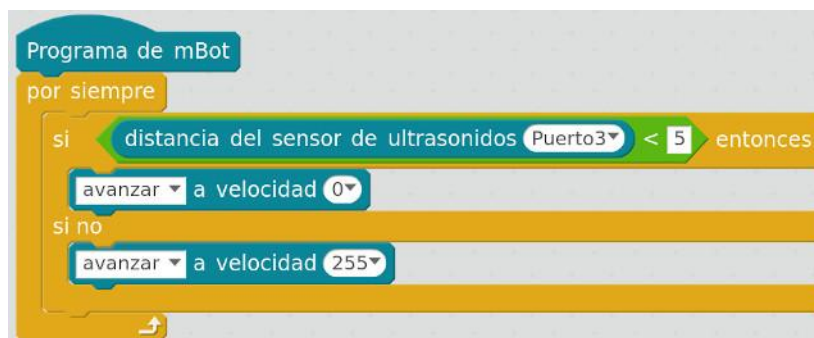 Programa de mBot
por siempre
si distancia del sensor de ultrasonidos Puerto3 < 5 entonces
avanzar a velocidad 0
si no
avanzar a velocidad 255